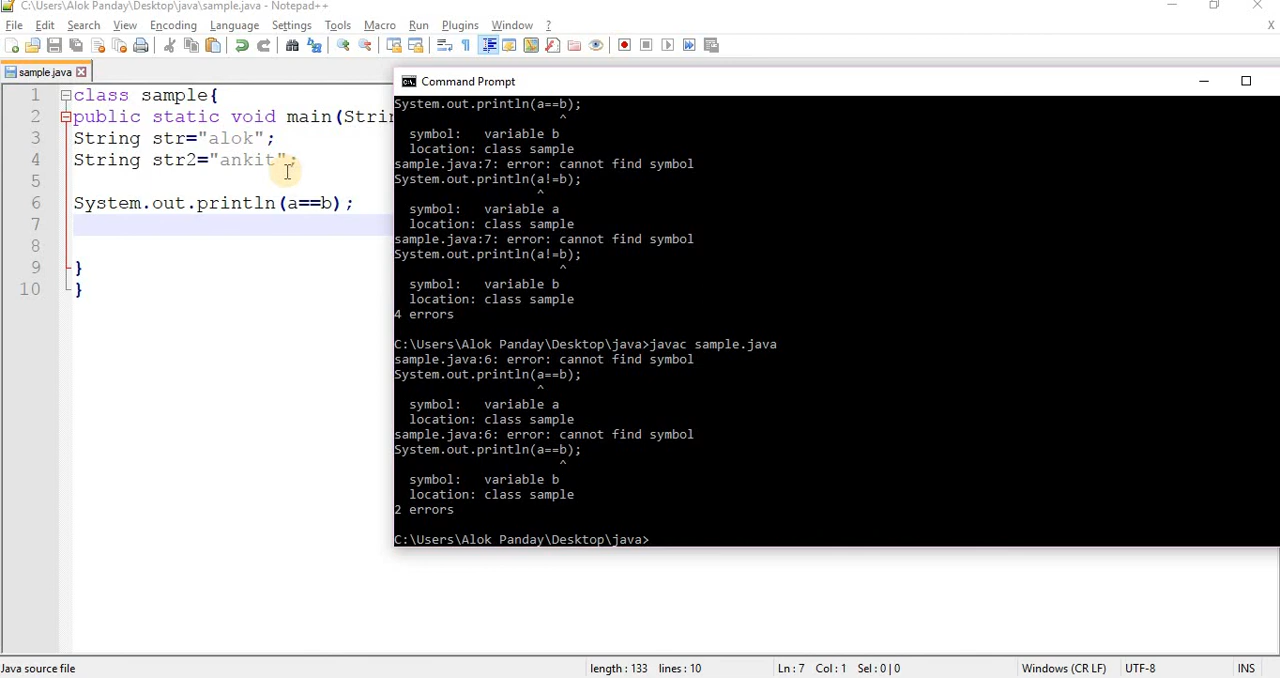 C:\Users\Alok Panday\Desktop\java\sample.java - Notepad++
File Edit Search View Encoding Language Settings Tools Macro Run Plugins Window ?
X
sample.java
1 class sample{
2 public static void main(Strin
3 String str="alok";
4 String str2="ankit";
5
6 System.out.println(a==b);
7
8
9 }
10 }
Command Prompt
System.out.println(a==b);
^
symbol: variable b
location: class sample
sample.java:7: error: cannot find symbol
System.out.println(a!=b);
^
symbol: variable a
location: class sample
sample.java:7: error: cannot find symbol
System.out.println(a!=b);
^
symbol: variable b
location: class sample
4 errors
C:\Users\Alok Panday\Desktop\java>javac sample.java
sample.java:6: error: cannot find symbol
System.out.println(a==b);
^
symbol: variable a
location: class sample
sample.java:6: error: cannot find symbol
System.out.println(a==b);
^
symbol: variable b
location: class sample
2 errors
C:\Users\Alok Panday\Desktop\java>
Java source file length : 133 lines : 10 Ln : 7 Col : 1 Sel : 0 | 0 Windows (CR LF) UTF-8 INS